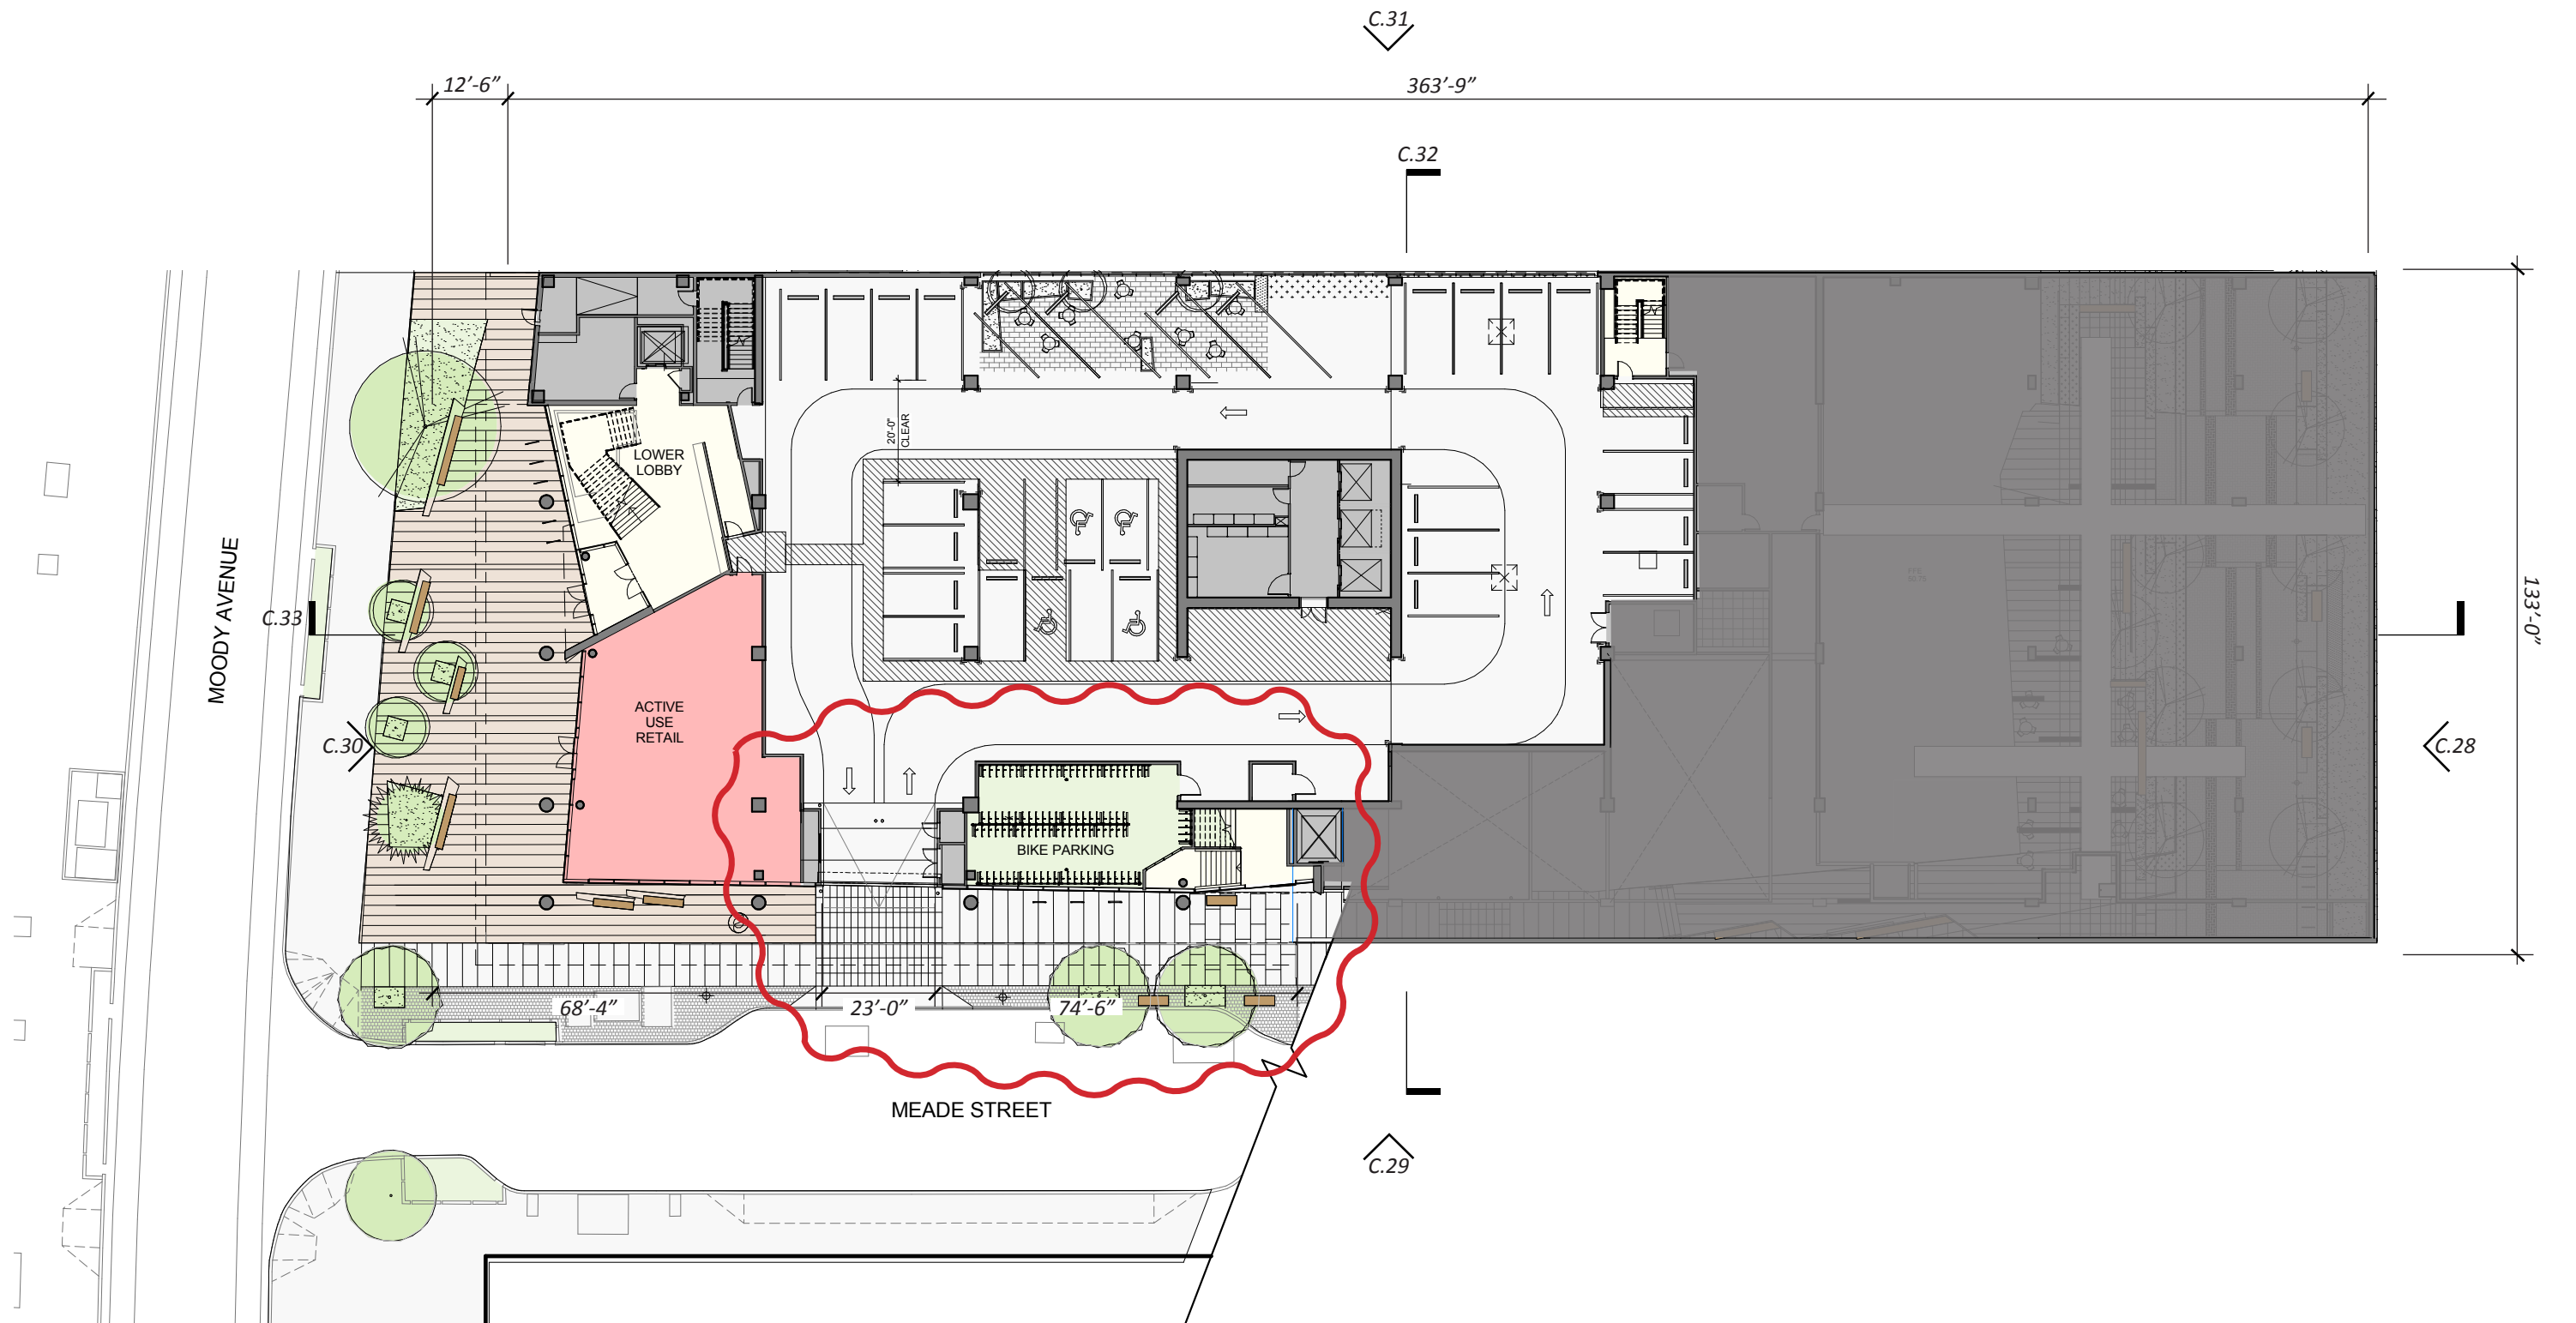 C.31
12’-6”
363’-9”
C.32
20'-0"
CLEAR
LOWER
LOBBY
MOODY AVENUE
C.33
133’-0”
ACTIVE
USE
RETAIL
C.30
C.28
BIKE PARKING
68’-4”
23’-0”
74’-6”
MEADE STREET
C.29